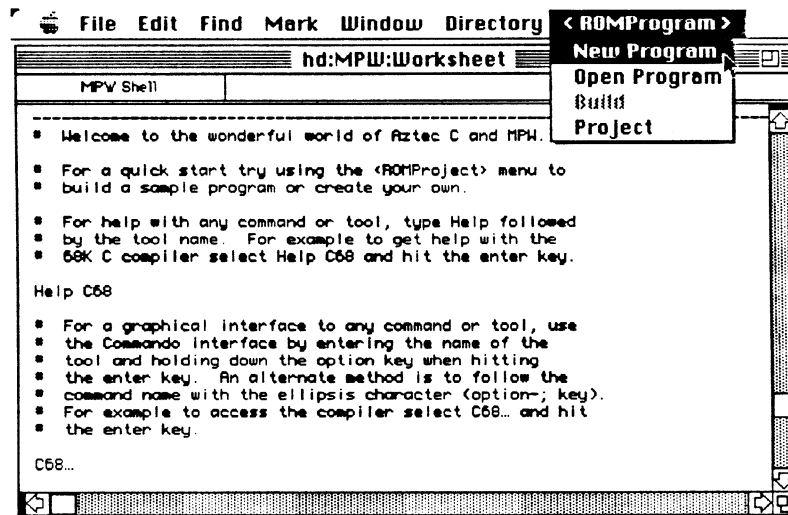 File Edit Find Mark Window Directory <ROMProgram>
New Program
Open Program
Build
Project
hd:MPW:Worksheet
MPW Shell
# Welcome to the wonderful world of Aztec C and MPW.
# For a quick start try using the <ROMProject> menu to
# build a sample program or create your own.
# For help with any command or tool, type Help followed
# by the tool name. For example to get help with the
# 68K C compiler select Help C68 and hit the enter key.
Help C68
# For a graphical interface to any command or tool, use
# the Commando interface by entering the name of the
# tool and holding down the option key when hitting
# the enter key. An alternate method is to follow the
# command name with the ellipsis character (option-; key).
# For example to access the compiler select C68… and hit
# the enter key.
C68…